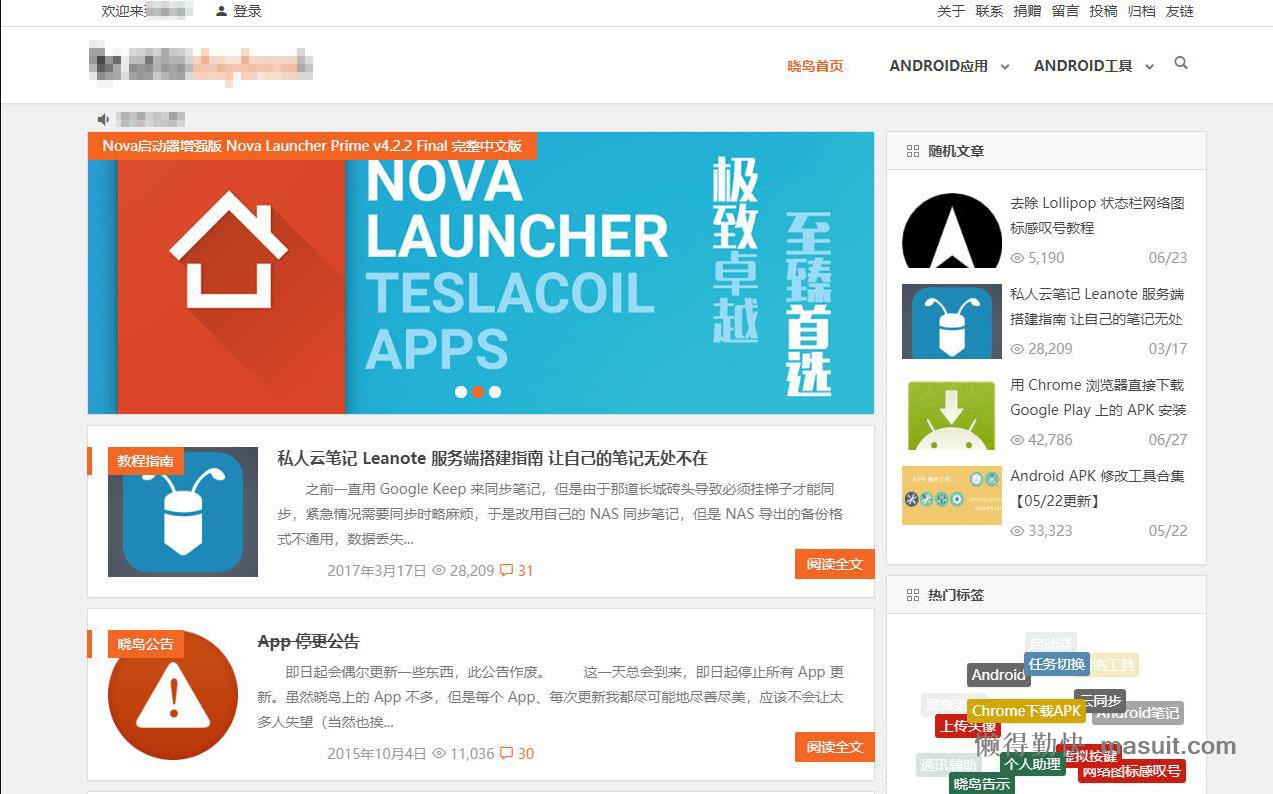 欢迎来到
登录
关于 联系 捐赠 留言 投稿 归档 友链
晓岛首页 ANDROID应用 ANDROID工具
Nova启动器增强版 Nova Launcher Prime v4.2.2 Final 完整中文版
NOVA
LAUNCHER
TESLACOIL
APPS
极致卓越
至臻首选
教程指南
私人云笔记 Leanote 服务端搭建指南 让自己的笔记无处不在
之前一直用 Google Keep 来同步笔记，但是由于那道长城砖头导致必须挂梯子才能同
步，紧急情况需要同步时略麻烦，于是改用自己的 NAS 同步笔记，但是 NAS 导出的备份格
式不通用，数据丢失...
2017年3月17日 28,209 31
阅读全文
晓岛公告
App 停更公告
即日起会偶尔更新一些东西，此公告作废。 这一天总会到来，即日起停止所有 App 更
新。虽然晓岛上的 App 不多，但是每个 App、每次更新我都尽可能地尽善尽美，应该不会让太
多人失望（当然也挨...
2015年10月4日 11,036 30
阅读全文
随机文章
去除 Lollipop 状态栏网络图
标感叹号教程
5,190 06/23
私人云笔记 Leanote 服务端
搭建指南 让自己的笔记无处
28,209 03/17
用 Chrome 浏览器直接下载
Google Play 上的 APK 安装
42,786 06/27
Android APK 修改工具合集
【05/22更新】
33,323 05/22
热门标签
启动器
任务切换
络工具
Android
云同步
Chrome下载APK
Android笔记
上传头像
懒得勤快 masuit.com
虚拟按键
通讯辅助
个人助理
网络图标感叹号
晓岛告示